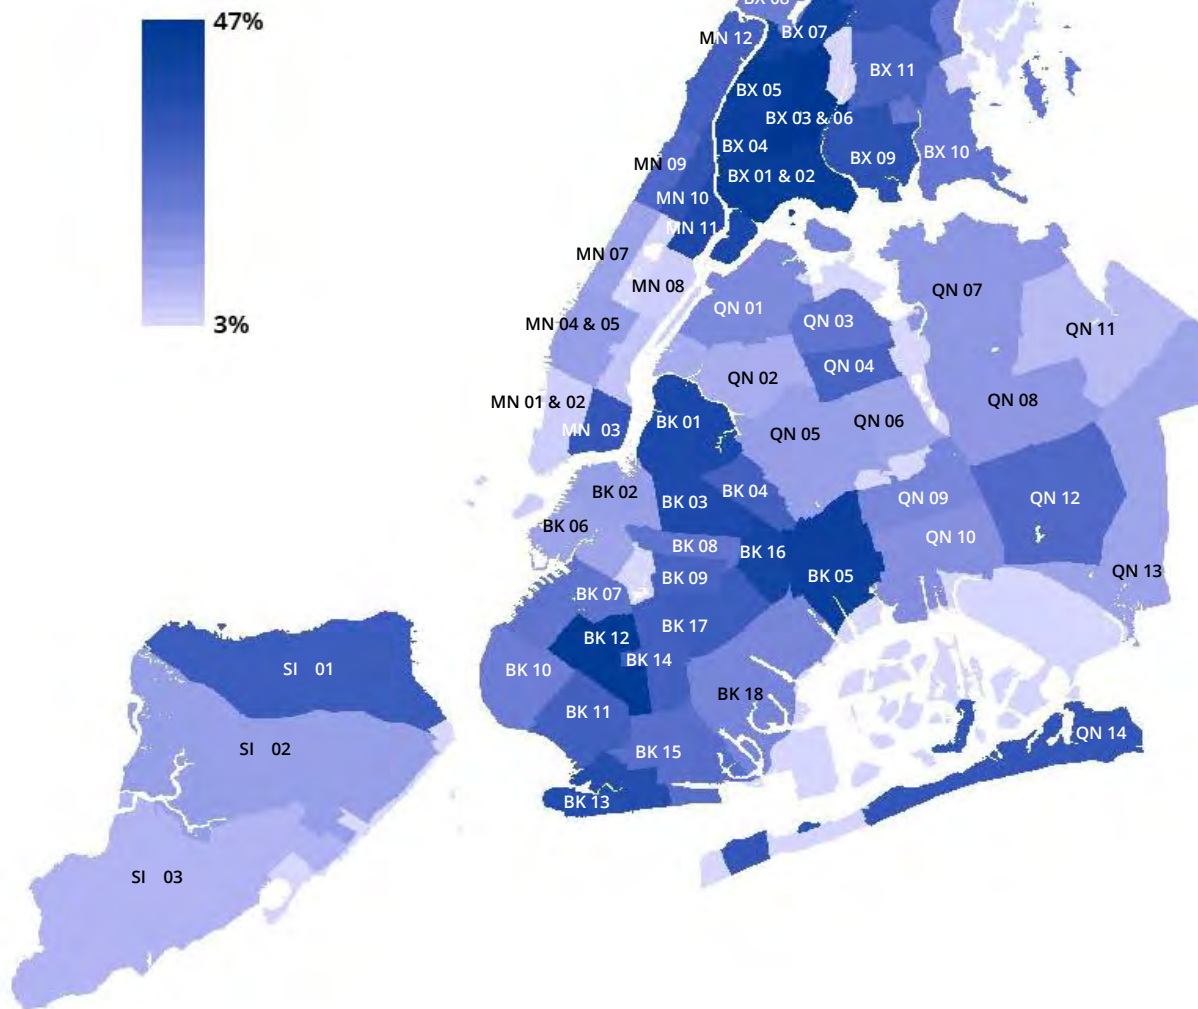 47%
3%
BX 08
BX 07
MN 12
BX 11
BX 05
BX 03 & 06
BX 04
BX 09
BX 10
MN 09
BX 01 & 02
MN 10
MN 11
MN 07
MN 08
QN 07
QN 01
QN 03
MN 04 & 05
QN 11
QN 04
QN 02
MN 01 & 02
QN 08
BK 01
MN 03
QN 06
QN 05
BK 02
BK 04
BK 03
QN 09
QN 12
BK 06
QN 10
BK 08
BK 16
QN 13
BK 09
BK 05
BK 07
BK 17
BK 12
BK 14
SI 01
BK 10
BK 18
BK 11
QN 14
SI 02
BK 15
BK 13
SI 03